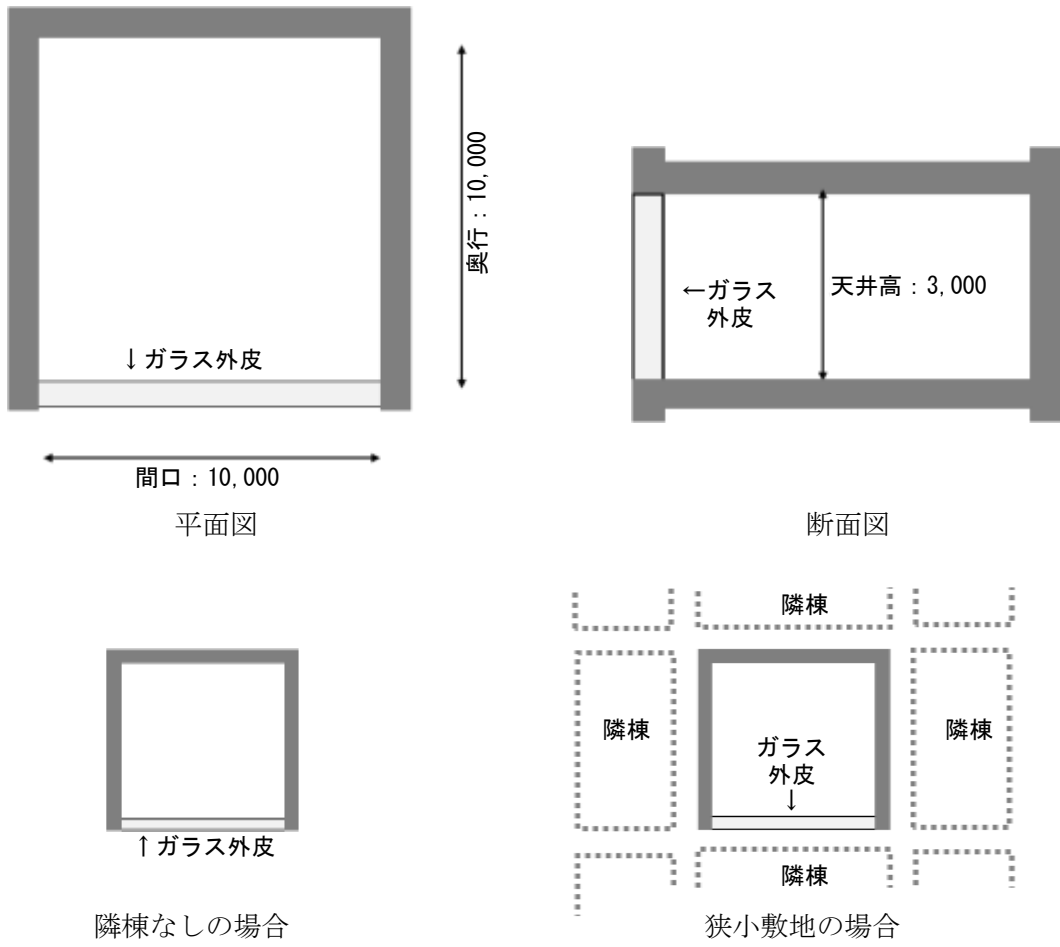 奥行：10,000
↓ガラス外皮
間口：10,000
平面図
←ガラス
外皮
天井高：3,000
断面図
↑ガラス外皮
隣棟なしの場合
隣棟
隣棟
ガラス
外皮
↓
隣棟
隣棟
狭小敷地の場合